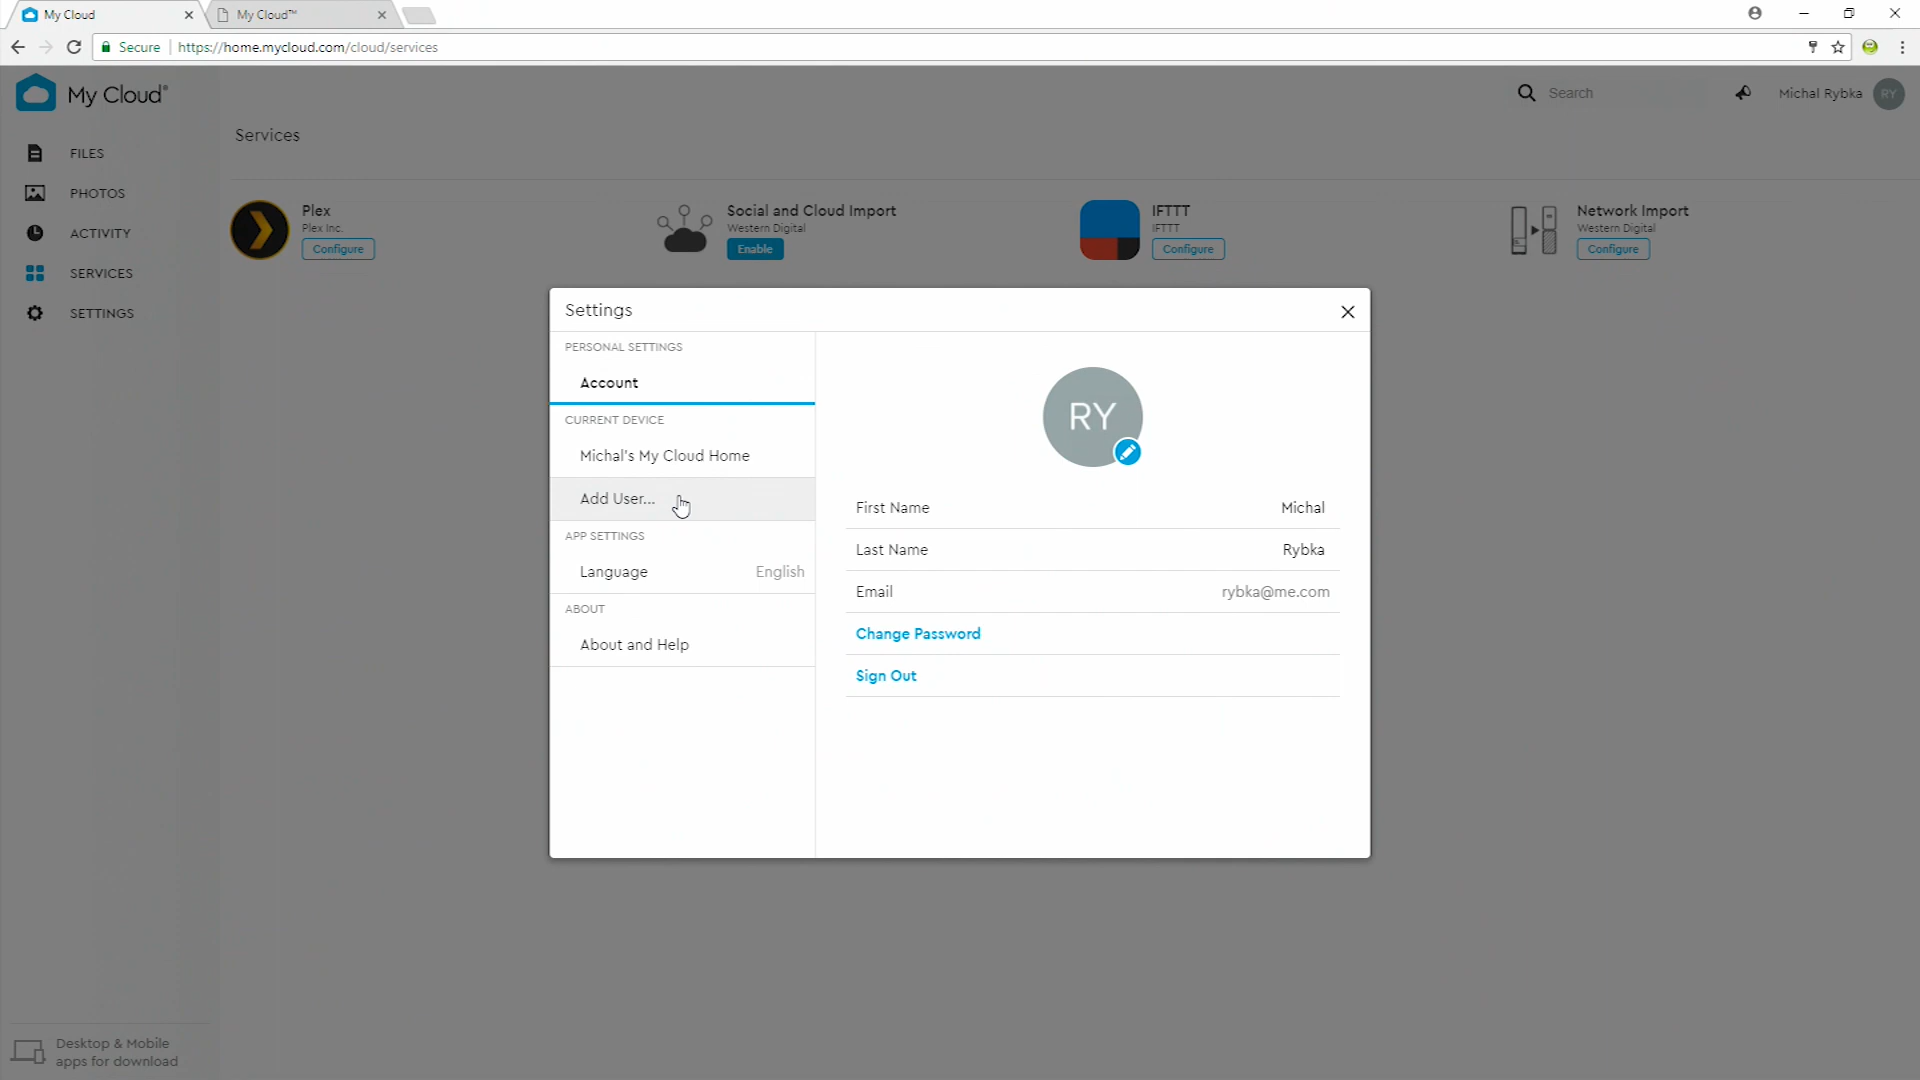 My Cloud
My Cloud™
Secure
https://home.mycloud.com/cloud/services
My Cloud®
Search
Michal Rybka
RY
FILES
PHOTOS
ACTIVITY
SERVICES
SETTINGS
Services
Plex
Plex Inc.
Configure
Social and Cloud Import
Western Digital
Enable
IFTTT
IFTTT
Configure
Network Import
Western Digital
Configure
Settings
PERSONAL SETTINGS
Account
CURRENT DEVICE
Michal's My Cloud Home
Add User...
APP SETTINGS
Language English
ABOUT
About and Help
RY
First Name Michal
Last Name Rybka
Email rybka@me.com
Change Password
Sign Out
Desktop & Mobile
apps for download